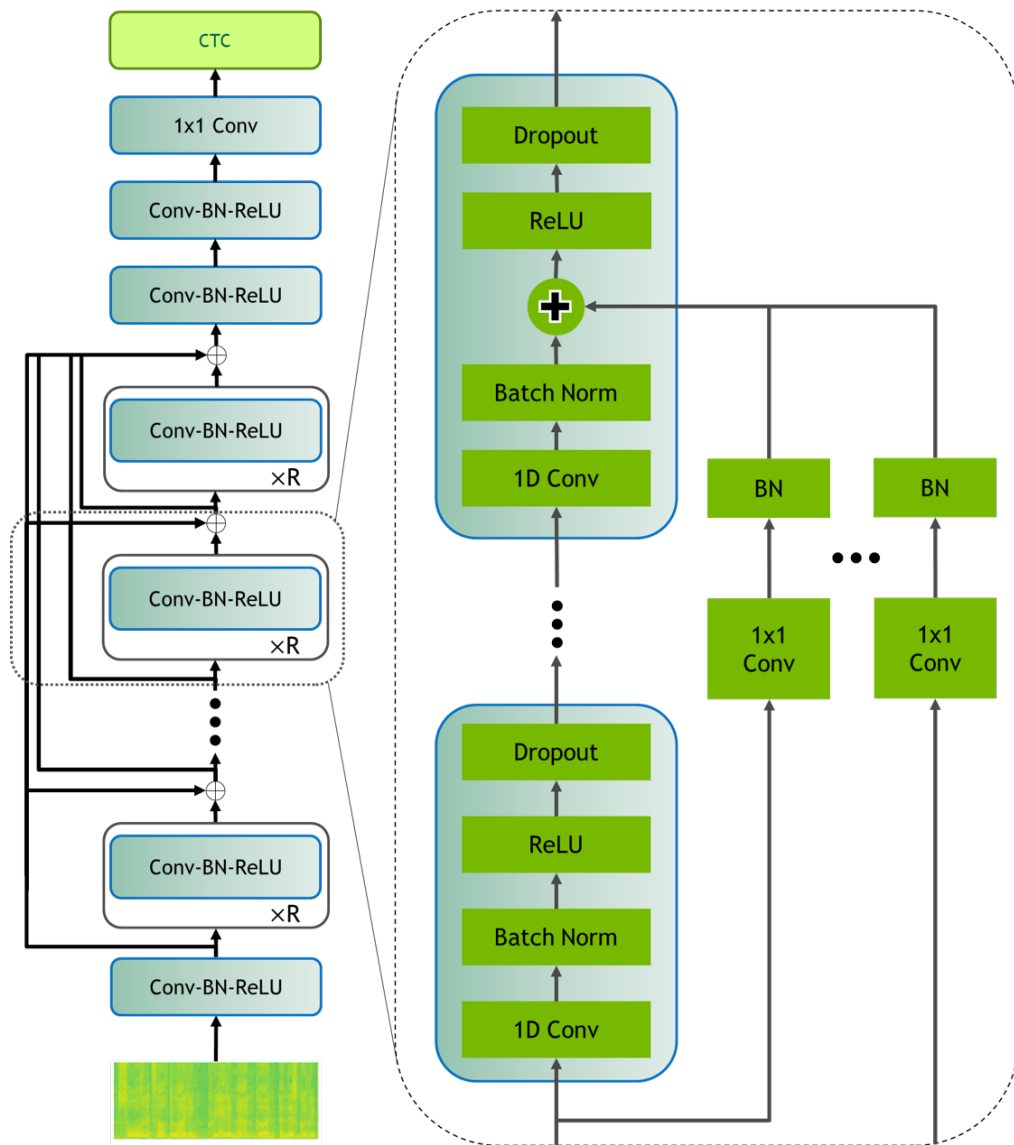 CTC
1x1 Conv
Conv-BN-ReLU
Conv-BN-ReLU
Conv-BN-ReLU
×R
Conv-BN-ReLU
×R
Conv-BN-ReLU
×R
Conv-BN-ReLU
Dropout
ReLU
Batch Norm
1D Conv
BN
BN
1x1
Conv
1x1
Conv
Dropout
ReLU
Batch Norm
1D Conv